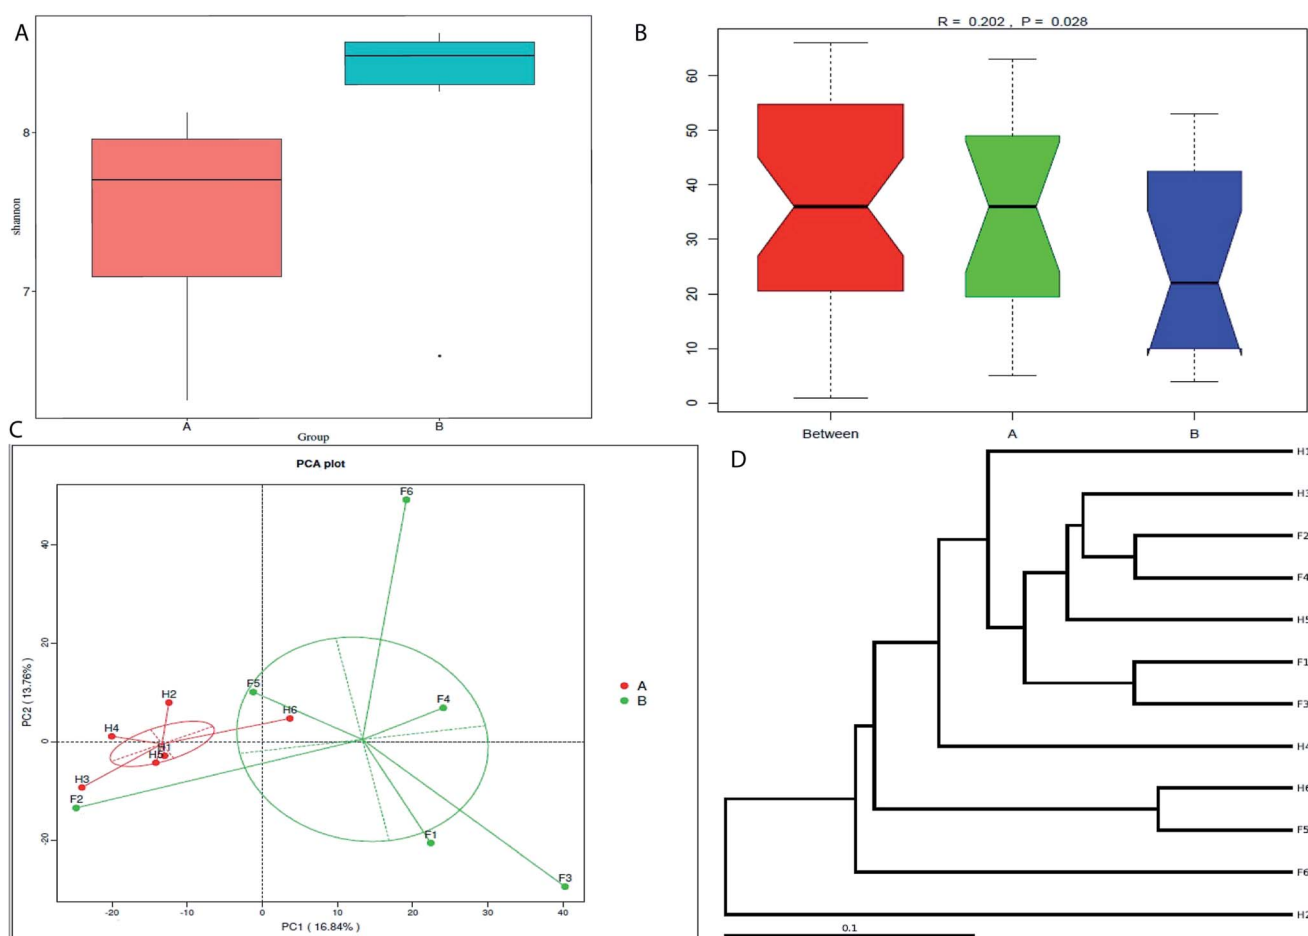 A
B
R = 0.202 , P = 0.028
shannon
8
7
A
B
Group
60
50
40
30
20
10
0
Between
A
B
C
PCA plot
PC2 ( 13.76% )
40
20
0
-20
F6
F5
F4
H2
H6
H4
H1
H5
H3
F2
F1
F3
A
B
-20
-10
0
10
20
30
40
PC1 ( 16.84% )
D
H1
H3
F2
F4
H5
F1
F3
H4
H6
F5
F6
H2
0.1